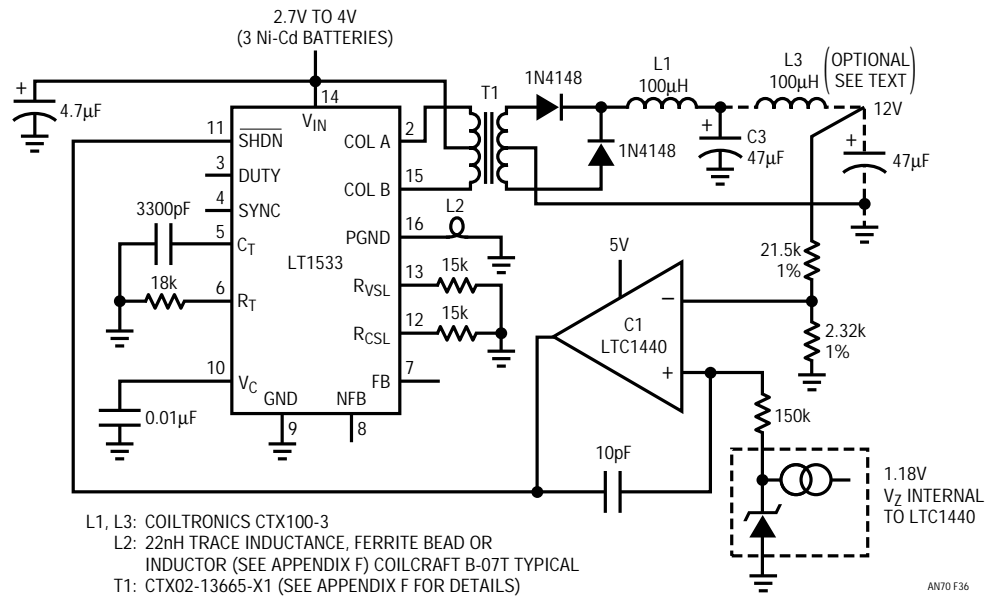 2.7V TO 4V
(3 Ni-Cd BATTERIES)
+
4.7µF
14
VIN
11
SHDN
3
DUTY
4
SYNC
3300pF
5
CT
18k
6
RT
10
VC
0.01µF
GND
9
NFB
8
LT1533
COL A
2
COL B
15
PGND
16
L2
RVSL
13
15k
RCSL
12
15k
FB
7
T1
1N4148
1N4148
L1
100µH
L3
100µH
(OPTIONAL
SEE TEXT)
+
C3
47µF
12V
+
47µF
21.5k
1%
2.32k
1%
5V
–
C1
LTC1440
+
150k
10pF
1.18V
VZ INTERNAL
TO LTC1440
L1, L3: COILTRONICS CTX100-3
L2: 22nH TRACE INDUCTANCE, FERRITE BEAD OR
INDUCTOR (SEE APPENDIX F) COILCRAFT B-07T TYPICAL
T1: CTX02-13665-X1 (SEE APPENDIX F FOR DETAILS)
AN70 F36